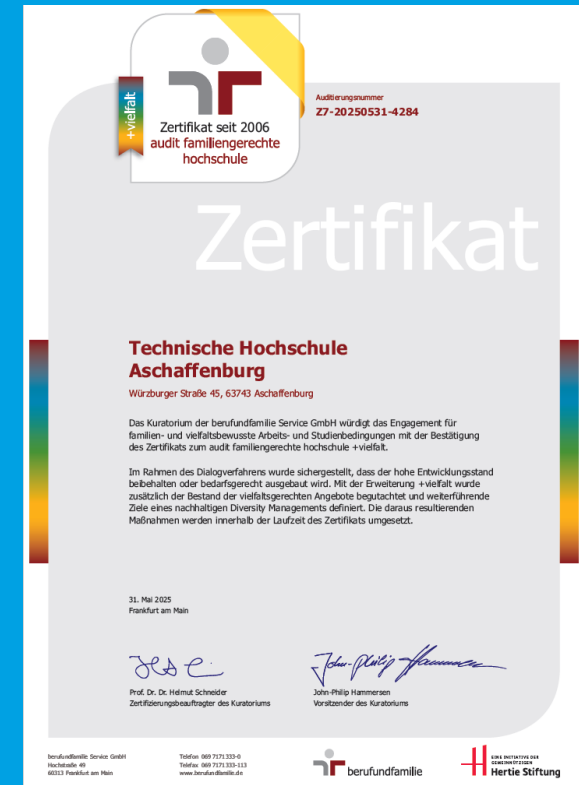 +vielfalt
Zertifikat seit 2006
audit familiengerechte
hochschule
Auditierungsnummer
Z7-20250531-4284
Zertifikat
Technische Hochschule
Aschaffenburg
Würzburger Straße 45, 63743 Aschaffenburg
Das Kuratorium der berufundfamilie Service GmbH würdigt das Engagement für
familien- und vielfaltsbewusste Arbeits- und Studienbedingungen mit der Bestätigung
des Zertifikats zum audit familiengerechte hochschule +vielfalt.
Im Rahmen des Dialogverfahrens wurde sichergestellt, dass der hohe Entwicklungsstand
beibehalten oder bedarfsgerecht ausgebaut wird. Mit der Erweiterung +vielfalt wurde
zusätzlich der Bestand der vielfaltsgerechten Angebote begutachtet und weiterführende
Ziele eines nachhaltigen Diversity Managements definiert. Die daraus resultierenden
Maßnahmen werden innerhalb der Laufzeit des Zertifikats umgesetzt.
31. Mai 2025
Frankfurt am Main
John-Philip Hammersen
Prof. Dr. Dr. Helmut Schneider
Zertifizierungsbeauftragter des Kuratoriums
John-Philip Hammersen
Vorsitzender des Kuratoriums
berufundfamilie Service GmbH
Hochstraße 49
60313 Frankfurt am Main
Telefon 069 7171333-0
Telefax 069 7171333-113
www.berufundfamilie.de
berufundfamilie
EINE INITIATIVE DER
GEMEINNÜTZIGEN
Hertie Stiftung